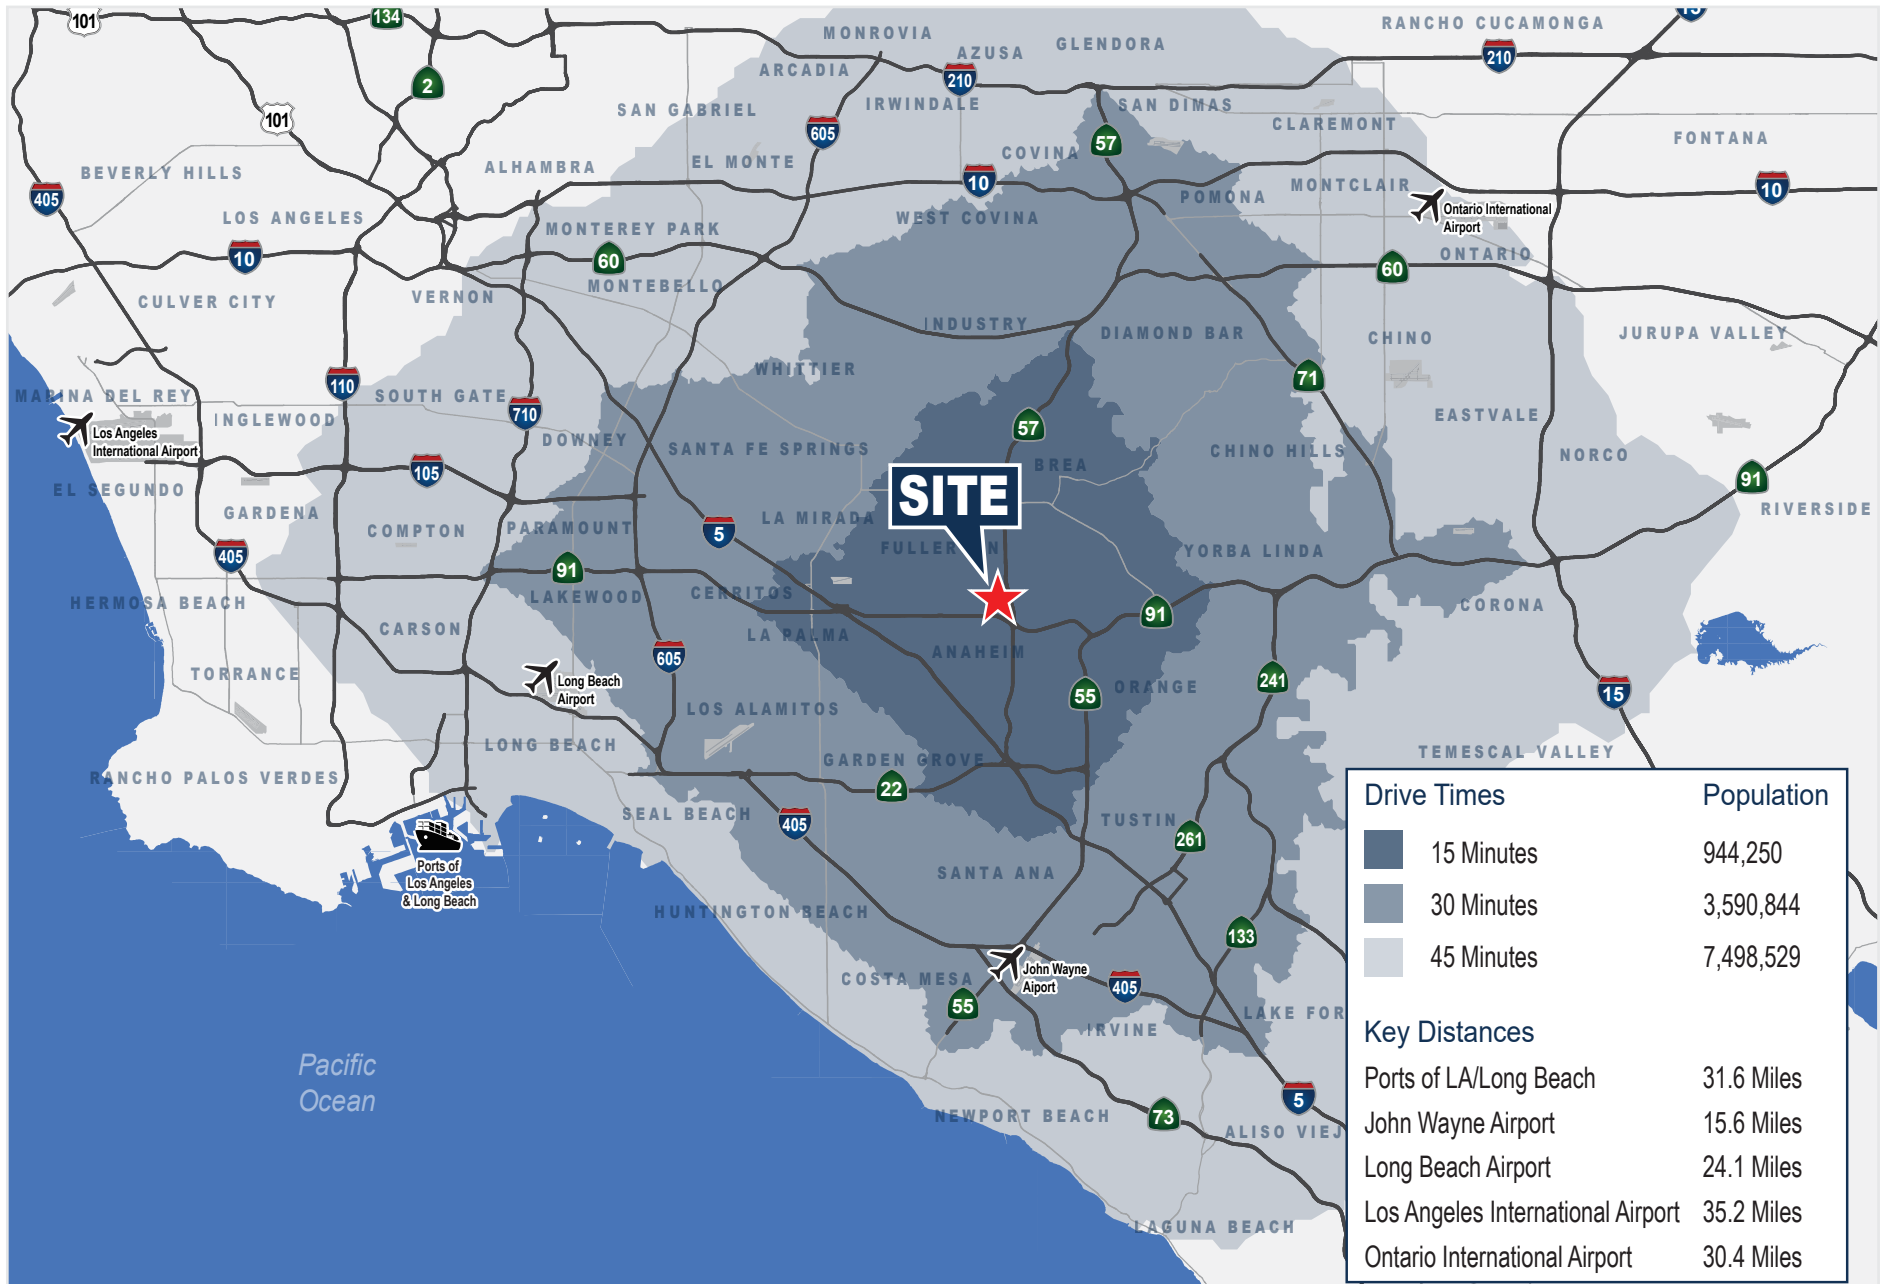 101
134
15
MONROVIA
RANCHO CUCAMONGA
AZUSA
GLENDORA
210
ARCADIA
210
2
SAN GABRIEL
IRWINDALE
SAN DIMAS
101
605
CLAREMONT
57
FONTANA
EL MONTE
COVINA
ALHAMBRA
BEVERLY HILLS
10
MONTCLAIR
10
405
POMONA
Ontario International
Airport
LOS ANGELES
WEST COVINA
MONTEREY PARK
10
60
60
ONTARIO
MONTEBELLO
VERNON
CULVER CITY
INDUSTRY
DIAMOND BAR
CHINO
JURUPA VALLEY
WHITTIER
71
110
MARINA DEL REY
SOUTH GATE
710
INGLEWOOD
EASTVALE
57
Los Angeles
International Airport
DOWNEY
SANTA FE SPRINGS
CHINO HILLS
NORCO
BREA
105
91
EL SEGUNDO
SITE
GARDENA
RIVERSIDE
COMPTON
PARAMOUNT
LA MIRADA
5
405
FULLER N
YORBA LINDA
91
LAKEWOOD
CERRITOS
HERMOSA BEACH
CORONA
91
CARSON
LA PALMA
605
ANAHEIM
TORRANCE
Long Beach
Airport
241
55
ORANGE
15
LOS ALAMITOS
LONG BEACH
TEMESCAL VALLEY
GARDEN GROVE
RANCHO PALOS VERDES
22
SEAL BEACH
405
TUSTIN
261
Ports of
Los Angeles
& Long Beach
SANTA ANA
HUNTINGTON BEACH
133
COSTA MESA
John Wayne
Aiport
405
55
LAKE FOR
IRVINE
Pacific
Ocean
5
NEWPORT BEACH
73
ALISO VIEJ
LAGUNA BEACH
Drive Times Population
15 Minutes 944,250
30 Minutes 3,590,844
45 Minutes 7,498,529
Key Distances
Ports of LA/Long Beach 31.6 Miles
John Wayne Airport 15.6 Miles
Long Beach Airport 24.1 Miles
Los Angeles International Airport 35.2 Miles
Ontario International Airport 30.4 Miles